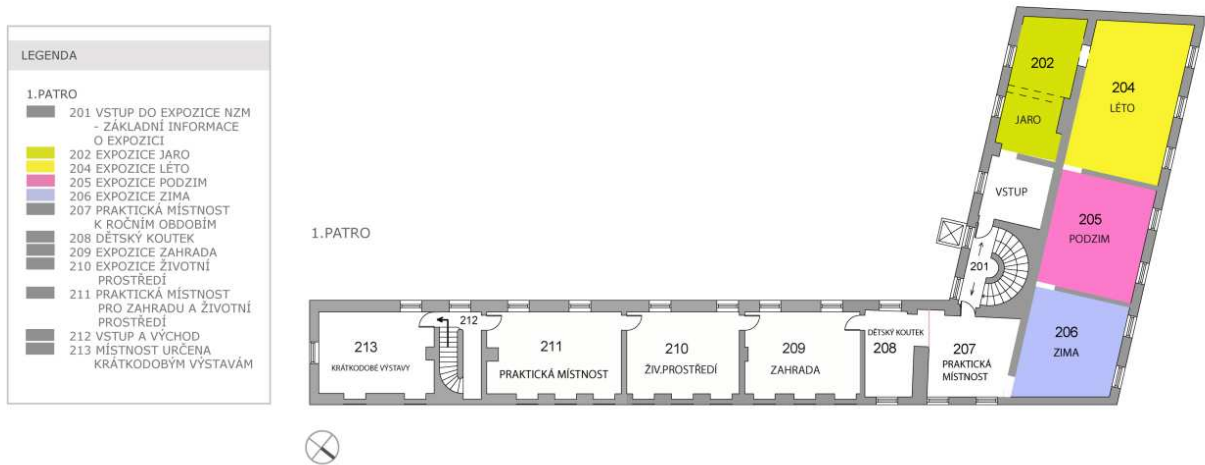 LEGENDA
1.PATRO
201 VSTUP DO EXPOZICE NZM
- ZÁKLADNÍ INFORMACE
O EXPOZICI
202 EXPOZICE JARO
204 EXPOZICE LÉTO
205 EXPOZICE PODZIM
206 EXPOZICE ZIMA
207 PRAKTICKÁ MÍSTNOST
K ROČNÍM OBDOBÍM
208 DĚTSKÝ KOUTEK
209 EXPOZICE ZAHRADA
210 EXPOZICE ŽIVOTNÍ
PROSTŘEDÍ
211 PRAKTICKÁ MÍSTNOST
PRO ZAHRADU A ŽIVOTNÍ
PROSTŘEDÍ
212 VSTUP A VÝCHOD
213 MÍSTNOST URČENA
KRÁTKODOBÝM VÝSTAVÁM
1.PATRO
202
JARO
204
LÉTO
VSTUP
205
PODZIM
201
206
ZIMA
213
KRÁTKODOBÉ VÝSTAVY
212
211
PRAKTICKÁ MÍSTNOST
210
ŽIV.PROSTŘEDÍ
209
ZAHRADA
DĚTSKÝ KOUTEK
208
207
PRAKTICKÁ
MÍSTNOST